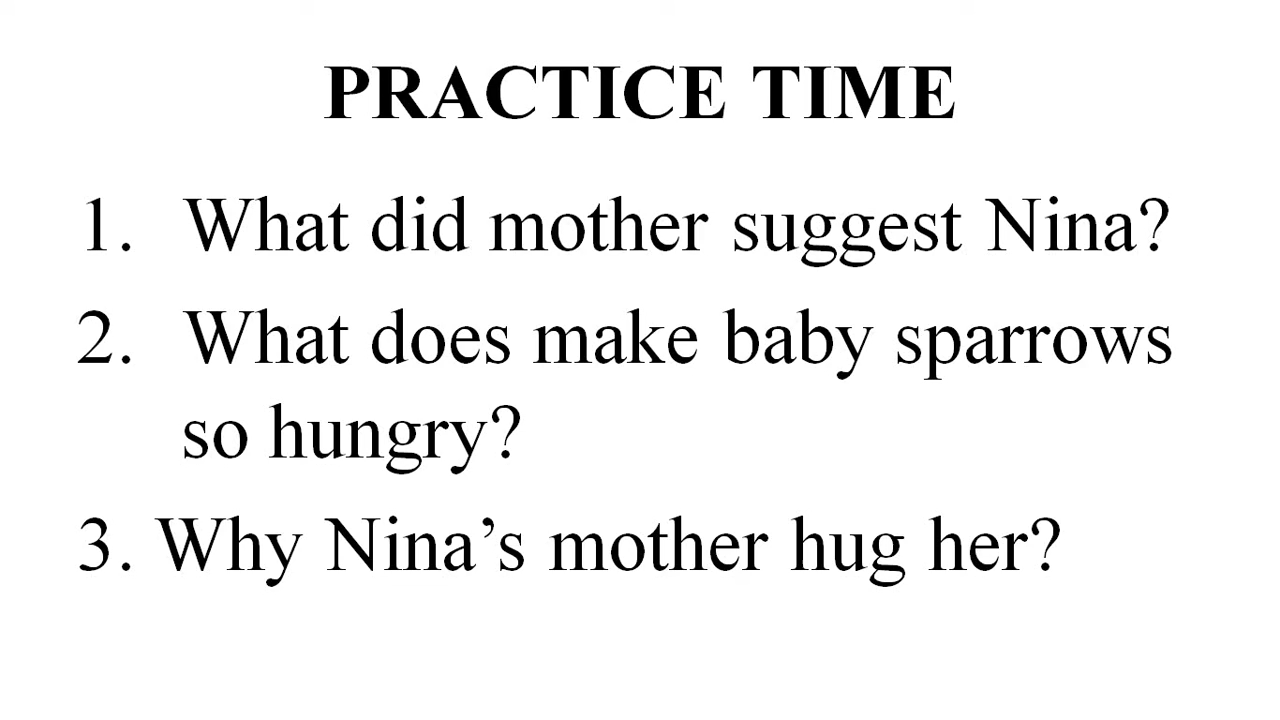 PRACTICE TIME
1. What did mother suggest Nina?
2. What does make baby sparrows
so hungry?
3. Why Nina’s mother hug her?